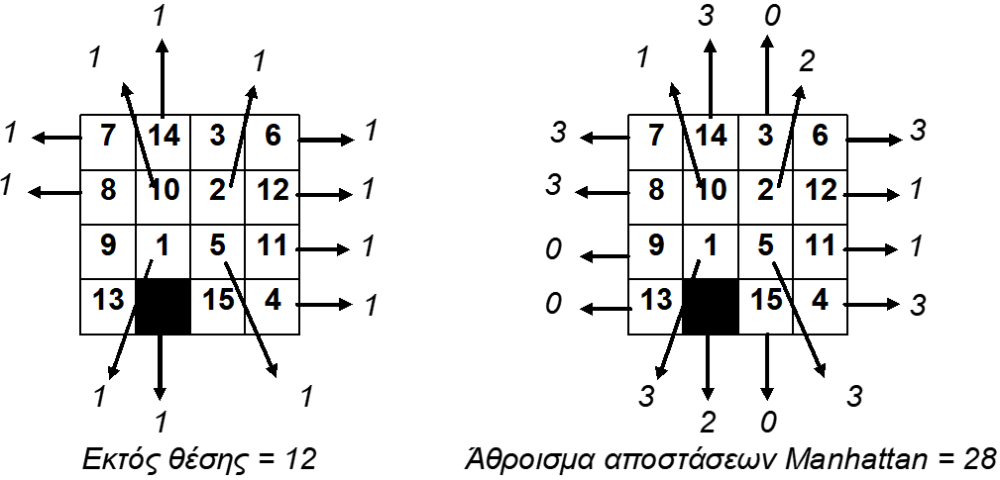 1 3 0
1 1 1 2
1 7 14 3 6 1 3 7 14 3 6 3
1 8 10 2 12 1 3 8 10 2 12 1
9 1 5 11 1 0 9 1 5 11 1
13 15 4 1 0 13 15 4 3
1 1 3 3
1 2 0
Εκτός θέσης = 12 Άθροισμα αποστάσεων Manhattan = 28